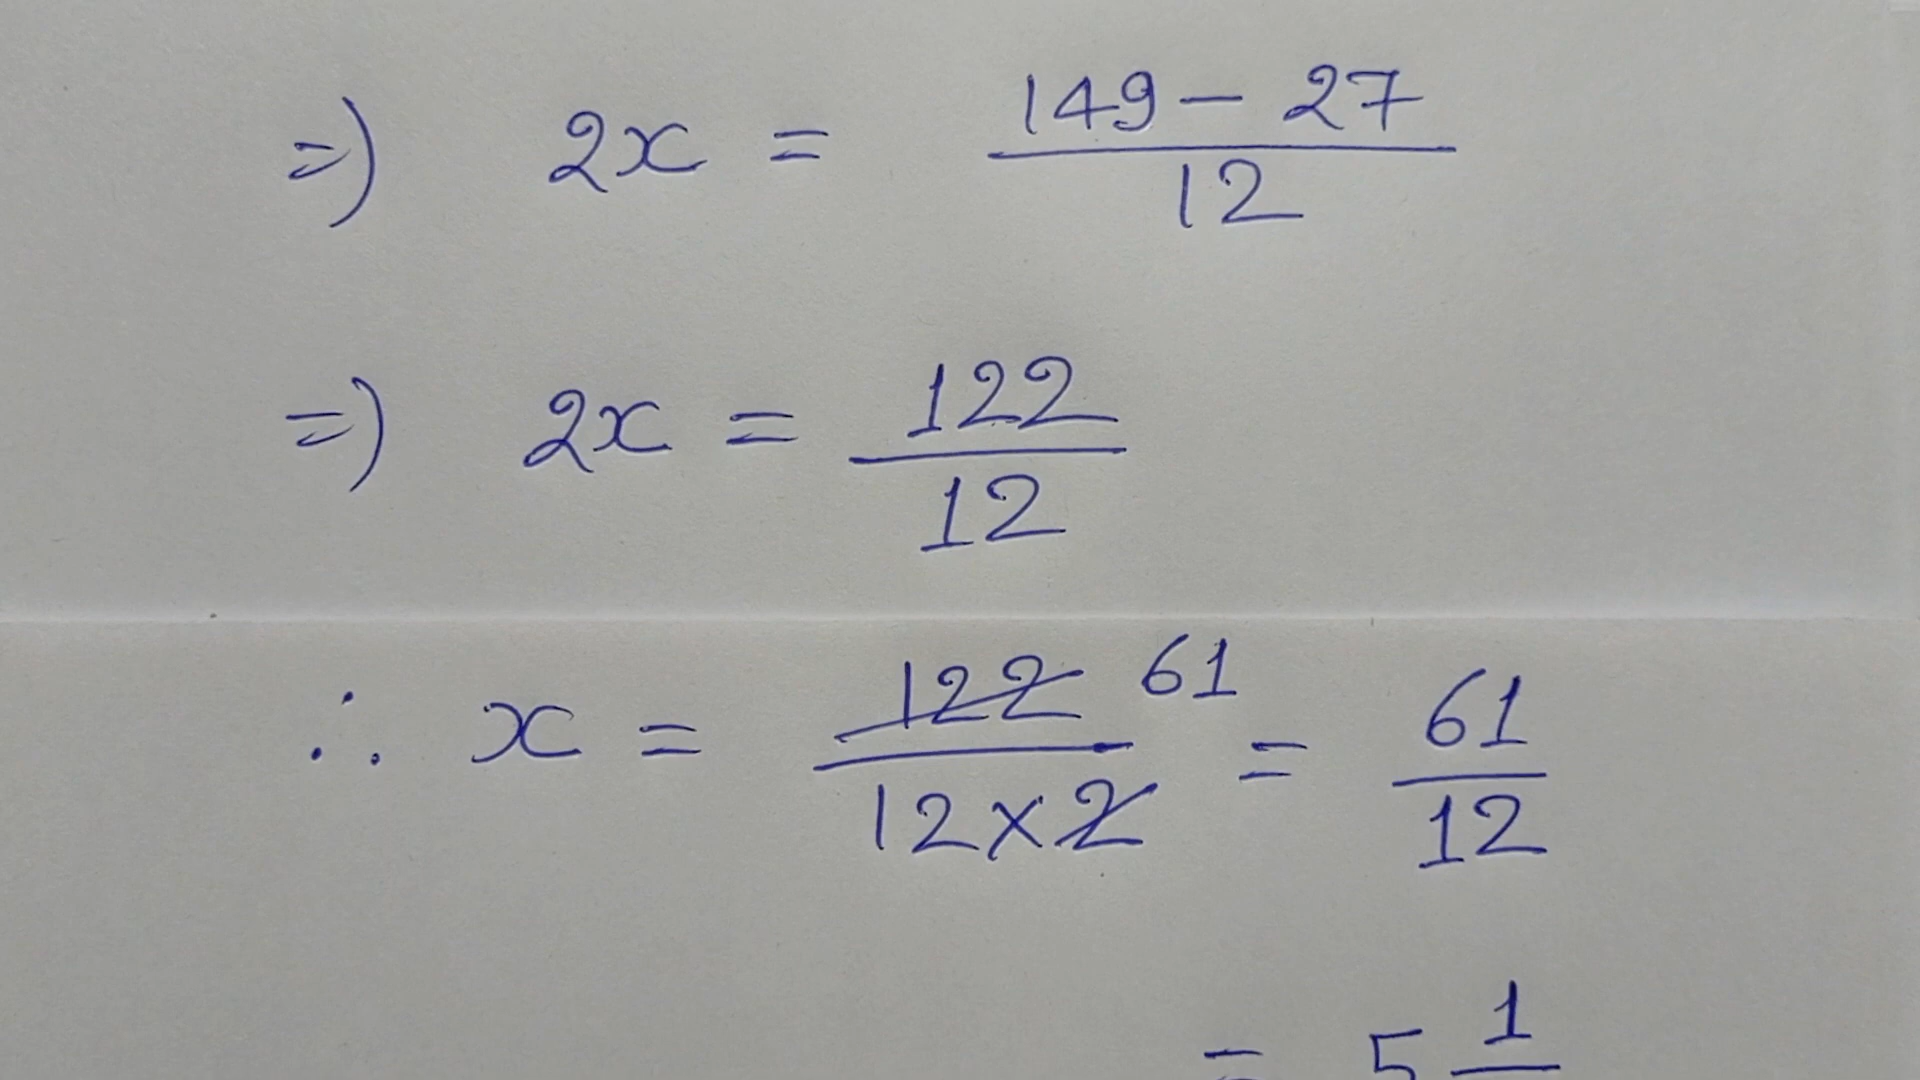 =) 2x = (149 - 27)/12
=) 2x = 122/12
∴ x = 122/(12×2) 61 = 61/12
= 5 1/